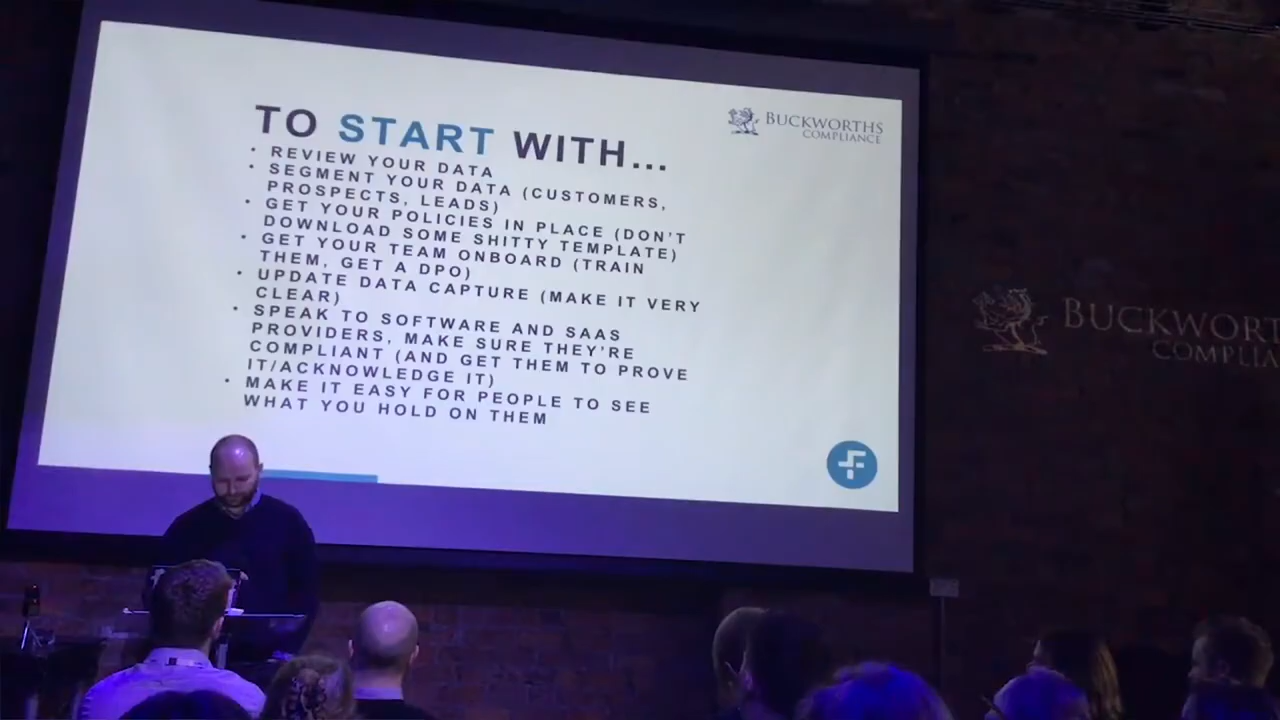 TO START WITH...
BUCKWORTHS
COMPLIANCE
• REVIEW YOUR DATA
• SEGMENT YOUR DATA (CUSTOMERS,
PROSPECTS, LEADS)
• GET YOUR POLICIES IN PLACE (DON'T
DOWNLOAD SOME SHITTY TEMPLATE)
• GET YOUR TEAM ONBOARD (TRAIN
THEM, GET A DPO)
• UPDATE DATA CAPTURE (MAKE IT VERY
CLEAR)
• SPEAK TO SOFTWARE AND SAAS
PROVIDERS, MAKE SURE THEY'RE
COMPLIANT (AND GET THEM TO PROVE
IT/ACKNOWLEDGE IT)
• MAKE IT EASY FOR PEOPLE TO SEE
WHAT YOU HOLD ON THEM
BUCKWORT
COMPLIA